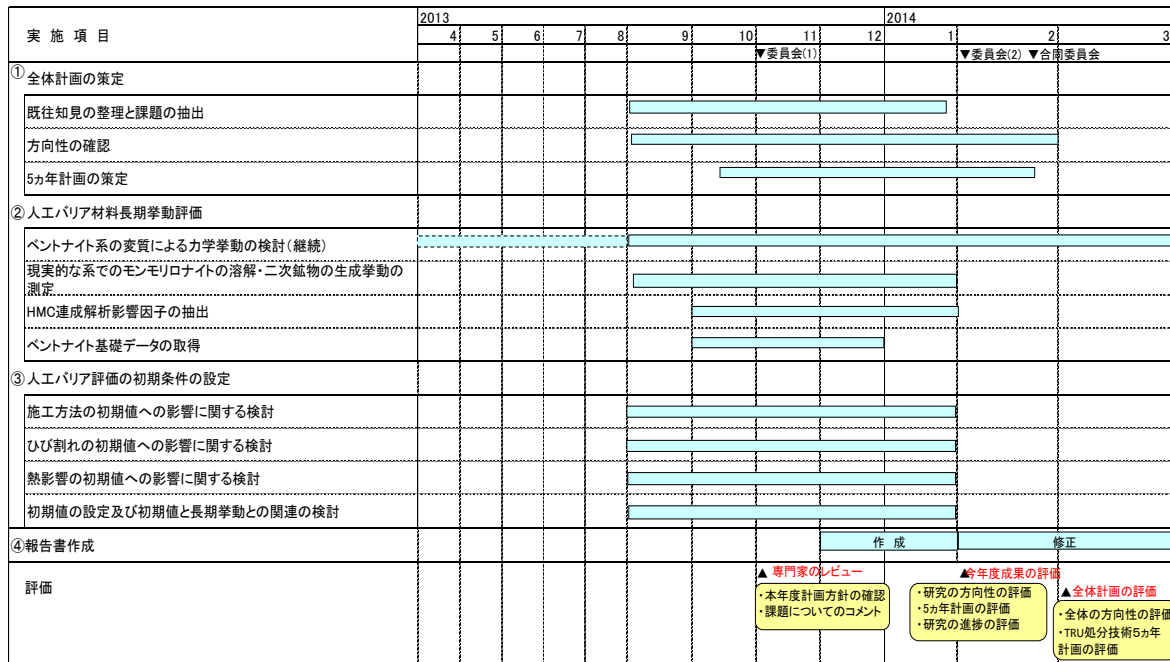 2013 2014
実 施 項 目
4 5 6 7 8 9 10 11 12 1 2 3
▼委員会(1) ▼委員会(2) ▼合同委員会
① 全体計画の策定
既往知見の整理と課題の抽出
方向性の確認
5ヵ年計画の策定
② 人工バリア材料長期挙動評価
ベントナイト系の変質による力学挙動の検討(継続)
現実的な系でのモンモリロナイトの溶解・二次鉱物の生成挙動の
測定
HMC連成解析影響因子の抽出
ベントナイト基礎データの取得
③ 人工バリア評価の初期条件の設定
施工方法の初期値への影響に関する検討
ひび割れの初期値への影響に関する検討
熱影響の初期値への影響に関する検討
初期値の設定及び初期値と長期挙動との関連の検討
④報告書作成
作 成 修正
評価
▲ 専門家のレビュー
・本年度計画方針の確認
・課題についてのコメント
▲今年度成果の評価
・研究の方向性の評価
・5ヵ年計画の評価
・研究の進捗の評価
▲全体計画の評価
・全体の方向性の評価
・TRU処分技術5ヵ年
計画の評価